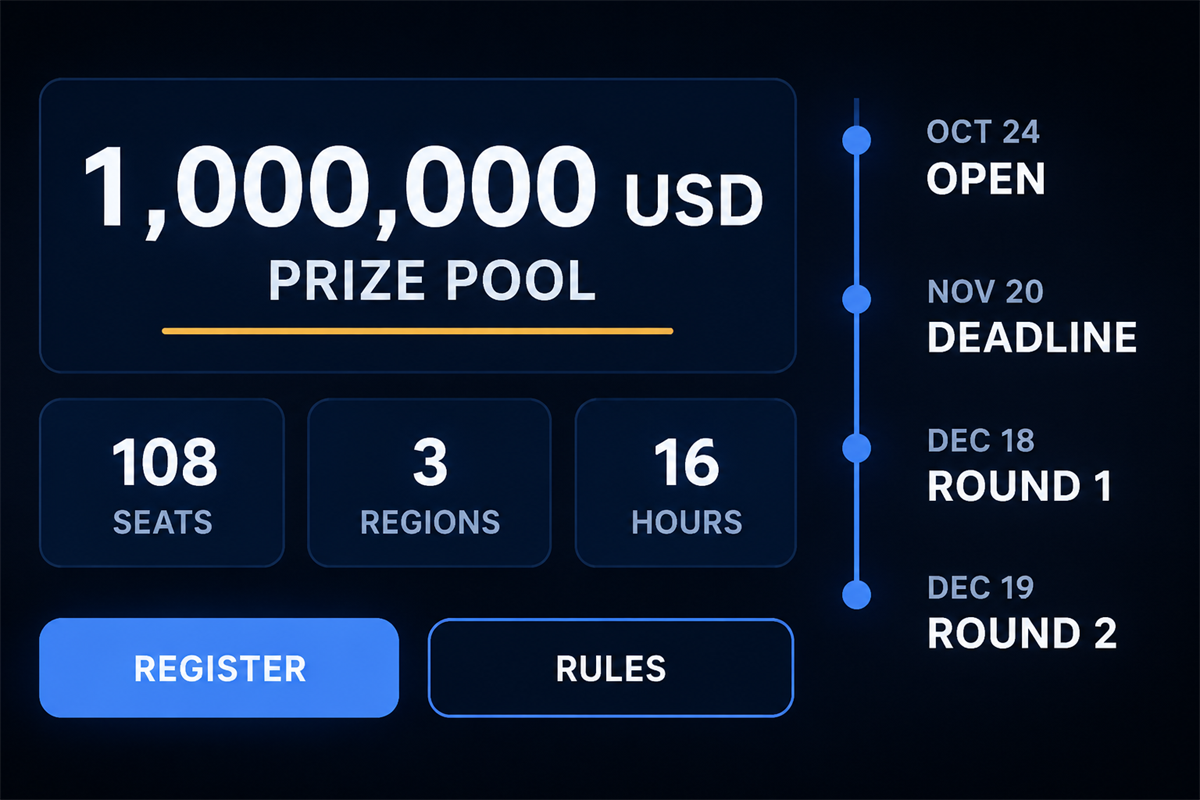 1,000,000 USD
PRIZE POOL
108
SEATS
3
REGIONS
16
HOURS
REGISTER
RULES
OCT 24
OPEN
NOV 20
DEADLINE
DEC 18
ROUND 1
DEC 19
ROUND 2